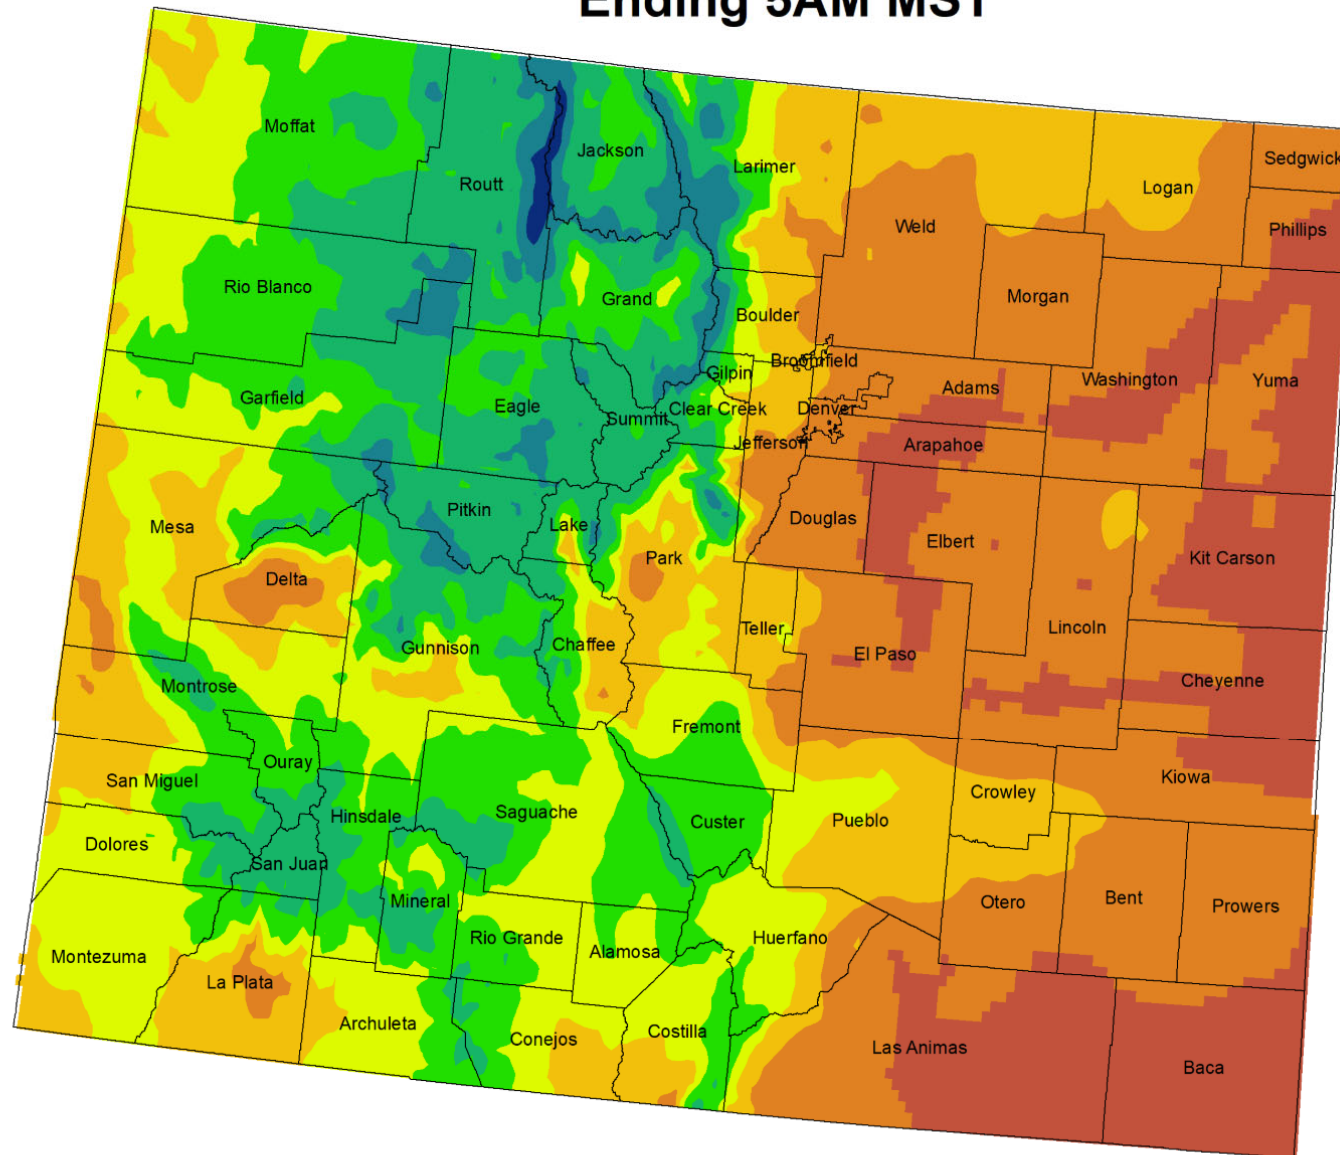 Ending 5AM MST
Moffat
Routt
Jackson
Larimer
Weld
Logan
Sedgwick
Phillips
Rio Blanco
Grand
Boulder
Morgan
Broomfield
Gilpin
Garfield
Eagle
Summit
Clear Creek
Denver
Adams
Washington
Yuma
Jefferson
Arapahoe
Mesa
Pitkin
Lake
Park
Douglas
Elbert
Kit Carson
Delta
Gunnison
Chaffee
Teller
El Paso
Lincoln
Cheyenne
Montrose
Fremont
Ouray
San Miguel
Hinsdale
Saguache
Custer
Pueblo
Crowley
Kiowa
Dolores
San Juan
Mineral
Otero
Bent
Prowers
Rio Grande
Alamosa
Huerfano
Montezuma
La Plata
Archuleta
Conejos
Costilla
Las Animas
Baca